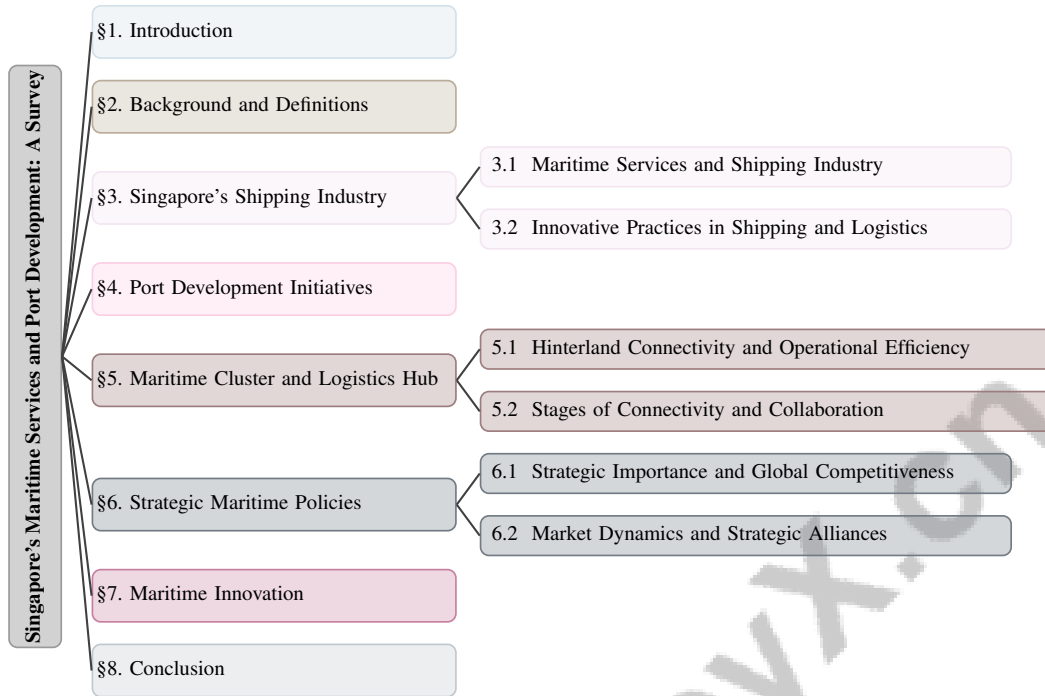 Singapore's Maritime Services and Port Development: A Survey
§1. Introduction
§2. Background and Definitions
§3. Singapore's Shipping Industry
3.1 Maritime Services and Shipping Industry
3.2 Innovative Practices in Shipping and Logistics
§4. Port Development Initiatives
§5. Maritime Cluster and Logistics Hub
5.1 Hinterland Connectivity and Operational Efficiency
5.2 Stages of Connectivity and Collaboration
§6. Strategic Maritime Policies
6.1 Strategic Importance and Global Competitiveness
6.2 Market Dynamics and Strategic Alliances
§7. Maritime Innovation
§8. Conclusion
vX.cn